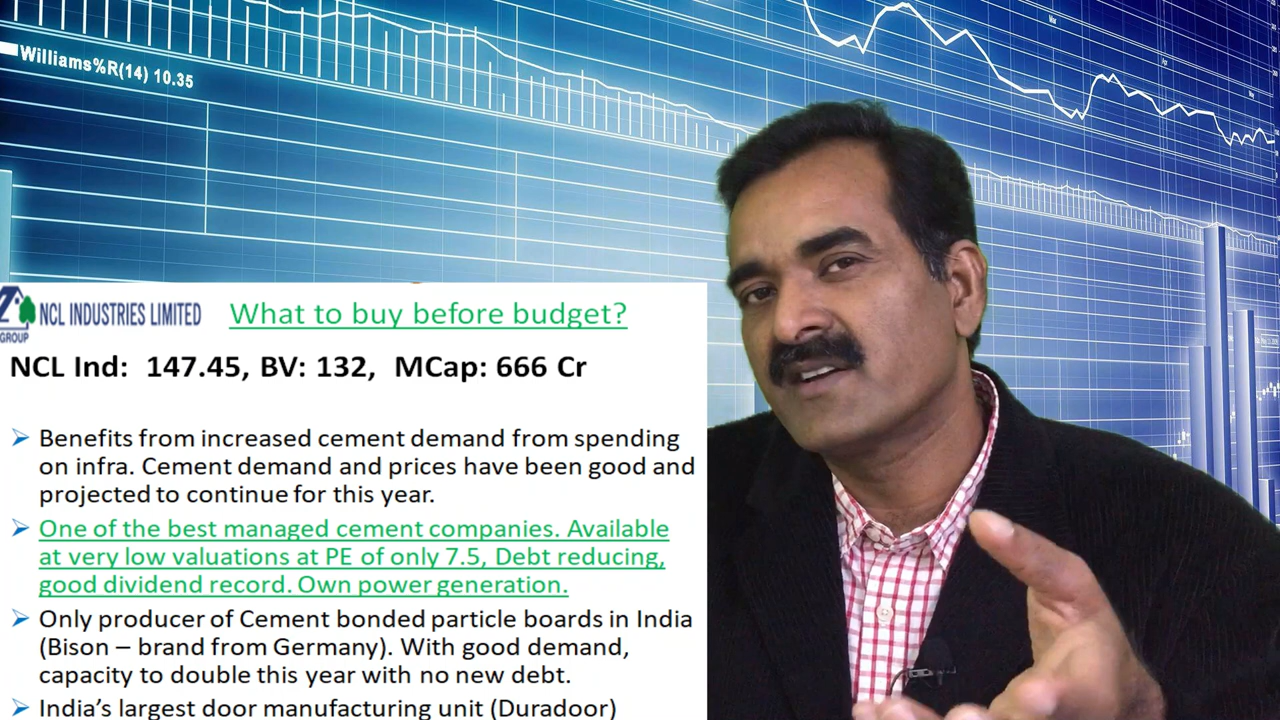 Williams%R(14) 10.35
NCL INDUSTRIES LIMITED
GROUP
What to buy before budget?
NCL Ind: 147.45, BV: 132, MCap: 666 Cr
➢ Benefits from increased cement demand from spending
on infra. Cement demand and prices have been good and
projected to continue for this year.
➢ One of the best managed cement companies. Available
at very low valuations at PE of only 7.5, Debt reducing,
good dividend record. Own power generation.
➢ Only producer of Cement bonded particle boards in India
(Bison – brand from Germany). With good demand,
capacity to double this year with no new debt.
➢ India’s largest door manufacturing unit (Duradoor)